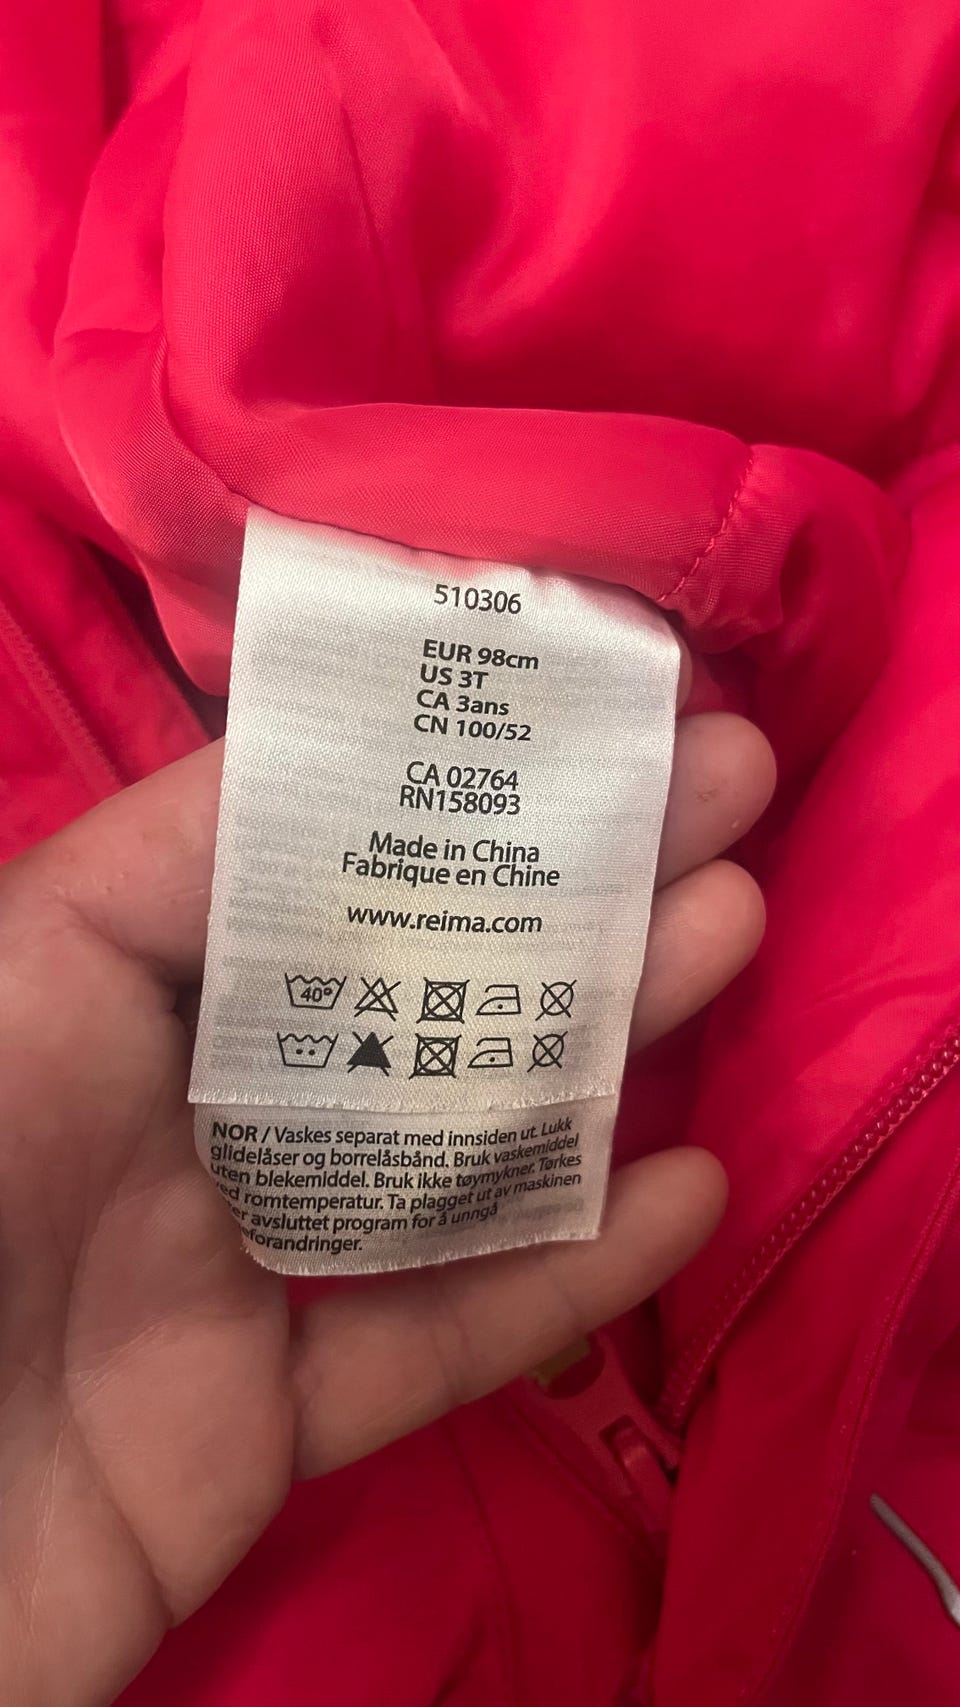 510306
EUR 98cm
US 3T
CA 3ans
CN 100/52
CA 02764
RN158093
Made in China
Fabrique en Chine
www.reima.com
40°
NOR / Vaskes separat med innsiden ut. Lukk
glidelåser og borrelåsbånd. Bruk vaskemiddel
uten blekemiddel. Bruk ikke tøymykner. Tørkes
romtemperatur. Ta plagget ut av maskinen
avsluttet program for å unngå